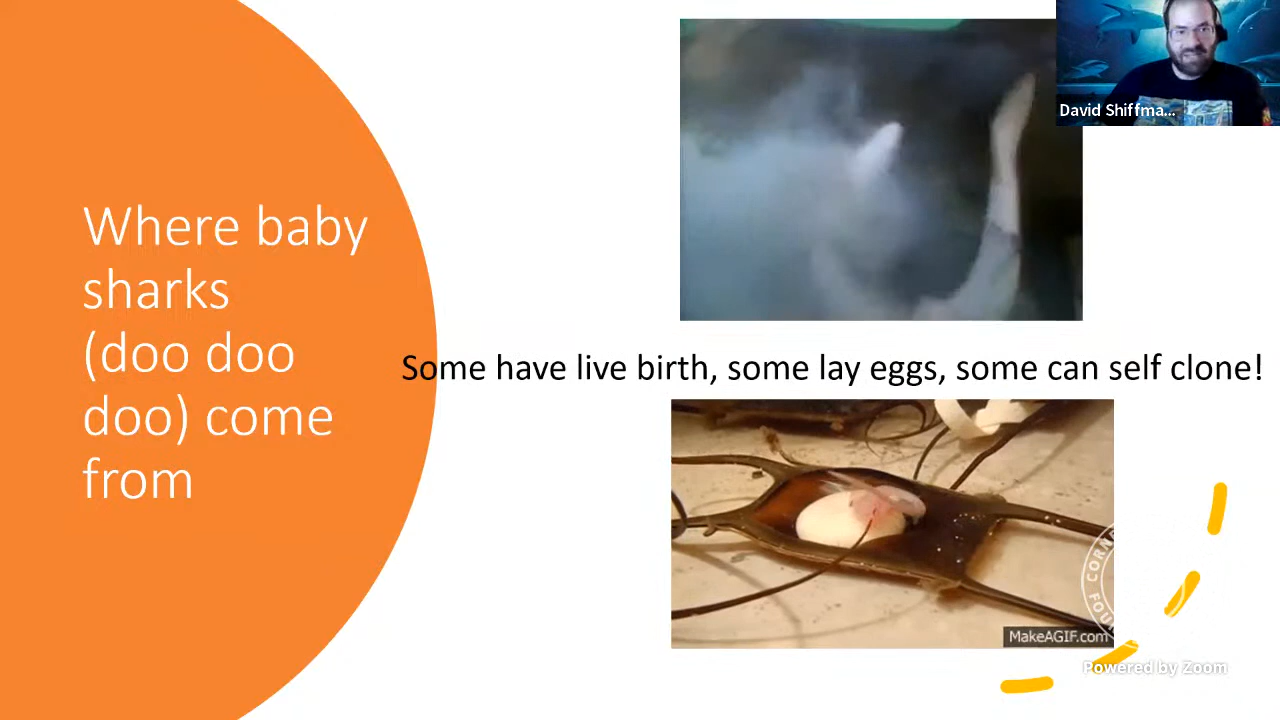 Where baby
sharks
(doo doo
doo) come
from
David Shiffma...
Some have live birth, some lay eggs, some can self clone!
MakeAGIF.com
Powered by Zoom